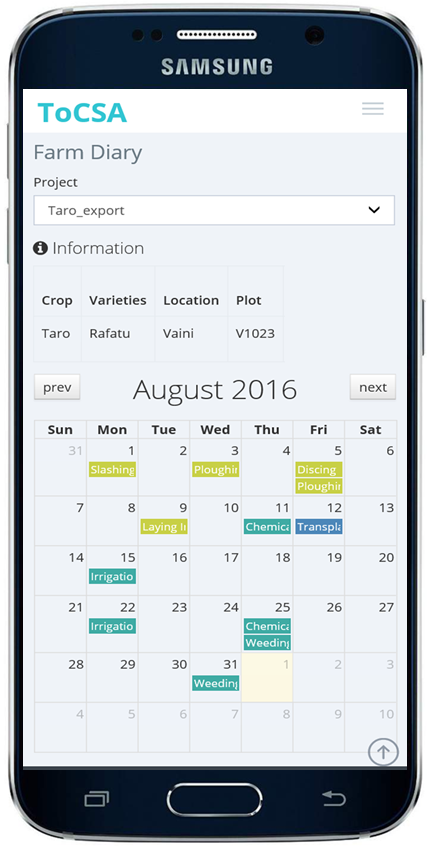 SAMSUNG
ToCSA
Farm Diary
Project
Taro_export
Information
Crop Varieties Location Plot
Taro Rafatu Vaini V1023
prev August 2016 next
Sun Mon Tue Wed Thu Fri Sat
31 1 2 3 4 5 6
Slashing Ploughin Discing
Ploughin
7 8 9 10 11 12 13
Laying Ir Chemica Transpla
14 15 16 17 18 19 20
Irrigatio
21 22 23 24 25 26 27
Irrigatio Chemica
Weeding
28 29 30 31 1 2 3
Weeding
4 5 6 7 8 9 10